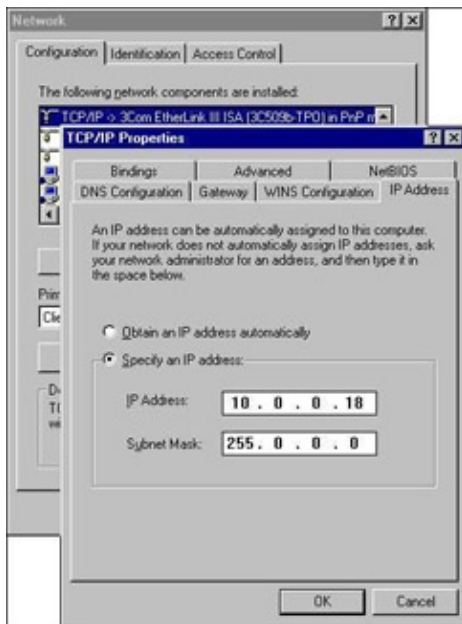 Network
Configuration Identification Access Control
The following network components are installed:
TCP/IP -> 3Com EtherLink III ISA (3C509b-TPO) in PnP m
TCP/IP Properties
Bindings Advanced NetBIOS
DNS Configuration Gateway WINS Configuration IP Address
An IP address can be automatically assigned to this computer.
If your network does not automatically assign IP addresses, ask
your network administrator for an address, and then type it in
the space below.
Obtain an IP address automatically
Specify an IP address:
IP Address: 10 . 0 . 0 . 18
Subnet Mask: 255 . 0 . 0 . 0
Prim
Clie
D
TC
wi
OK Cancel